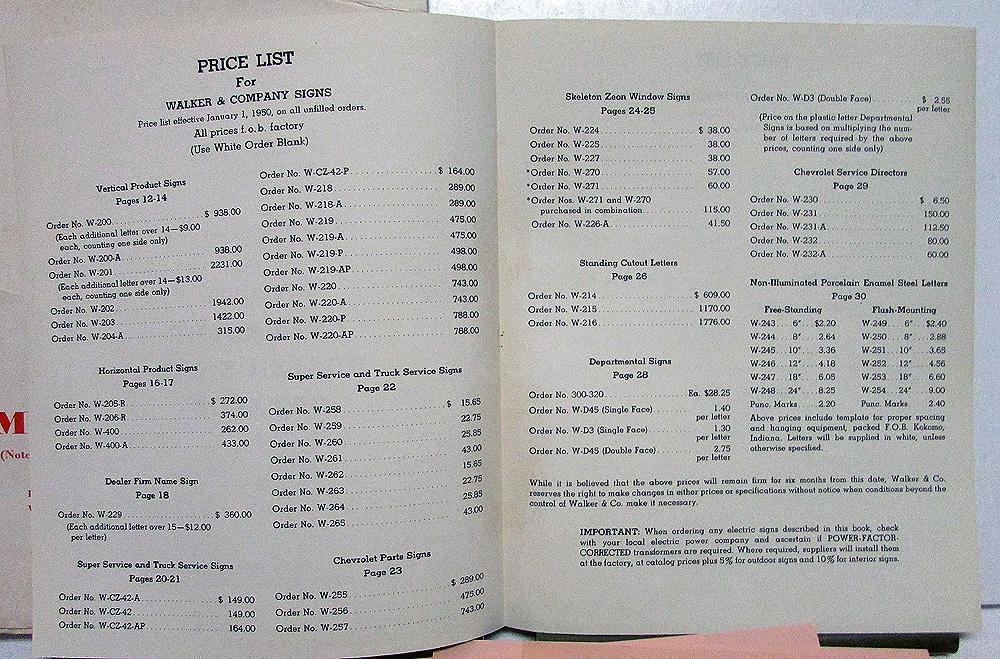 PRICE LIST
For
WALKER & COMPANY SIGNS
Price list effective January 1, 1950, on all unfilled orders.
All prices f.o.b. factory
(Use White Order Blank)
Vertical Product Signs
Pages 12-14
Order No. W-200 $ 938.00
(Each additional letter over 14—$9.00
each, counting one side only)
Order No. W-200-A 938.00
Order No. W-201 2231.00
(Each additional letter over 14—$13.00
each, counting one side only)
Order No. W-202 1942.00
Order No. W-203 1422.00
Order No. W-204-A 315.00
Horizontal Product Signs
Pages 16-17
Order No. W-205-R $ 272.00
Order No. W-206-R 374.00
Order No. W-400 262.00
Order No. W-400-A 433.00
Dealer Firm Name Sign
Page 18
Order No. W-229 $ 360.00
(Each additional letter over 15—$12.00
per letter)
Super Service and Truck Service Signs
Pages 20-21
Order No. W-CZ-42-A $ 149.00
Order No. W-CZ-42 149.00
Order No. W-CZ-42-AP 164.00
Order No. W-CZ-42-P $ 164.00
Order No. W-218 289.00
Order No. W-218-A 289.00
Order No. W-219 475.00
Order No. W-219-A 475.00
Order No. W-219-P 498.00
Order No. W-219-AP 498.00
Order No. W-220 743.00
Order No. W-220-A 743.00
Order No. W-220-P 788.00
Order No. W-220-AP 788.00
Super Service and Truck Service Signs
Page 22
Order No. W-258 $ 15.65
Order No. W-259 22.75
Order No. W-260 25.85
Order No. W-261 43.00
Order No. W-262 15.65
Order No. W-263 22.75
Order No. W-264 25.85
Order No. W-265 43.00
Chevrolet Parts Signs
Page 23
Order No. W-255 $ 289.00
Order No. W-256 475.00
Order No. W-257 743.00
Skeleton Zeon Window Signs
Pages 24-25
Order No. W-224 $ 38.00
Order No. W-225 38.00
Order No. W-227 38.00
*Order No. W-270 57.00
*Order No. W-271 60.00
*Order Nos. W-271 and W-270
purchased in combination 115.00
Order No. W-226-A 41.50
Standing Cutout Letters
Page 26
Order No. W-214 $ 609.00
Order No. W-215 1170.00
Order No. W-216 1776.00
Departmental Signs
Page 28
Order No. 300-320 Ea. $28.25
Order No. W-D45 (Single Face) 1.40
per letter
Order No. W-D3 (Single Face) 1.30
per letter
Order No. W-D45 (Double Face) 2.75
per letter
Order No. W-D3 (Double Face) $ 2.55
per letter
(Price on the plastic letter Departmental
Signs is based on multiplying the num-
ber of letters required by the above
prices, counting one side only)
Chevrolet Service Directors
Page 29
Order No. W-230 $ 6.50
Order No. W-231 150.00
Order No. W-231-A 112.50
Order No. W-232 80.00
Order No. W-232-A 60.00
Non-Illuminated Porcelain Enamel Steel Letters
Page 30
Free-Standing Flush-Mounting
W-243 6" $2.20 W-249 6" $2.40
W-244 8" 2.64 W-250 8" 2.88
W-245 10" 3.36 W-251 10" 3.65
W-246 12" 4.18 W-252 12" 4.56
W-247 18" 6.05 W-253 18" 6.60
W-248 24" 8.25 W-254 24" 9.00
Punc. Marks 2.20 Punc. Marks 2.40
Above prices include template for proper spacing
and hanging equipment, packed F.O.B. Kokomo,
Indiana. Letters will be supplied in white, unless
otherwise specified.
While it is believed that the above prices will remain firm for six months from this date, Walker & Co.
reserves the right to make changes in either prices or specifications without notice when conditions beyond the
control of Walker & Co. make it necessary.
IMPORTANT: When ordering any electric signs described in this book, check
with your local electric power company and ascertain if POWER-FACTOR-
CORRECTED transformers are required. Where required, suppliers will install them
at the factory, at catalog prices plus 5% for outdoor signs and 10% for interior signs.
M
(Note